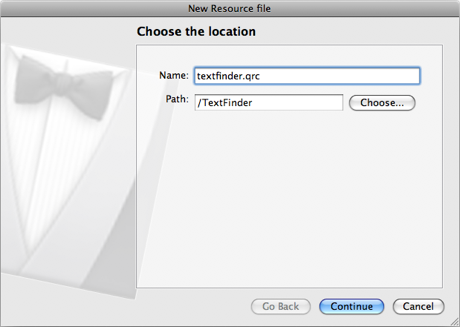 New Resource file
Choose the location
Name: textfinder.qrc
Path: /TextFinder Choose...
Go Back Continue Cancel